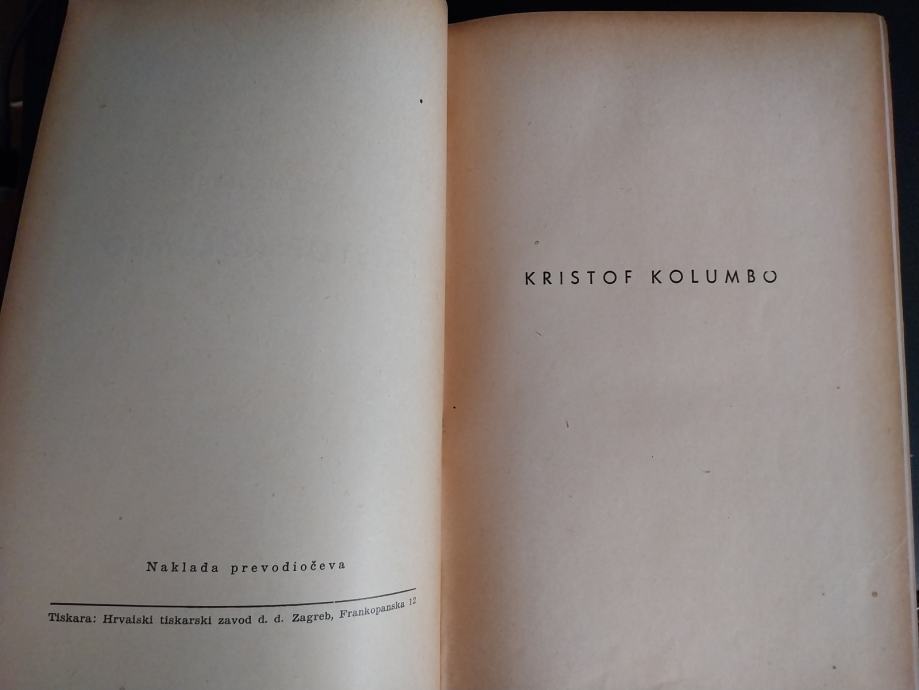 Naklada prevodiočeva
Tiskara: Hrvatski tiskarski zavod d. d. Zagreb, Frankopanska 12
KRISTOF KOLUMBO